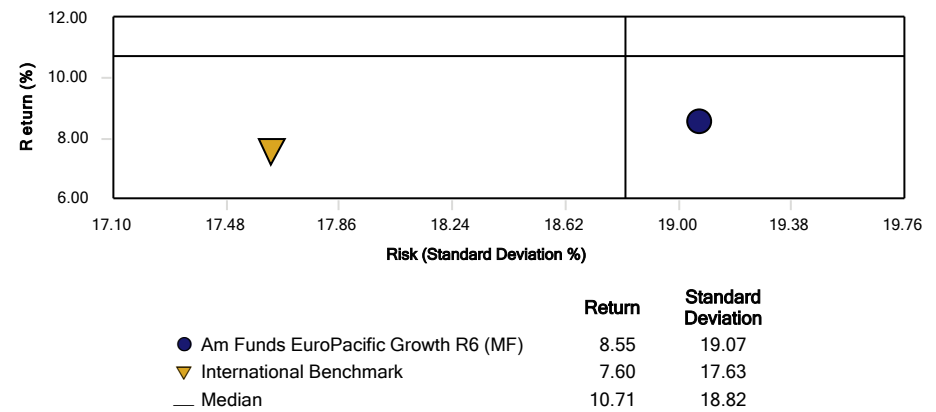 12.00
10.00
8.00
6.00
Return (%)
17.10 17.48 17.86 18.24 18.62 19.00 19.38 19.76
Risk (Standard Deviation %)
Return Standard Deviation
Am Funds EuroPacific Growth R6 (MF) 8.55 19.07
International Benchmark 7.60 17.63
Median 10.71 18.82